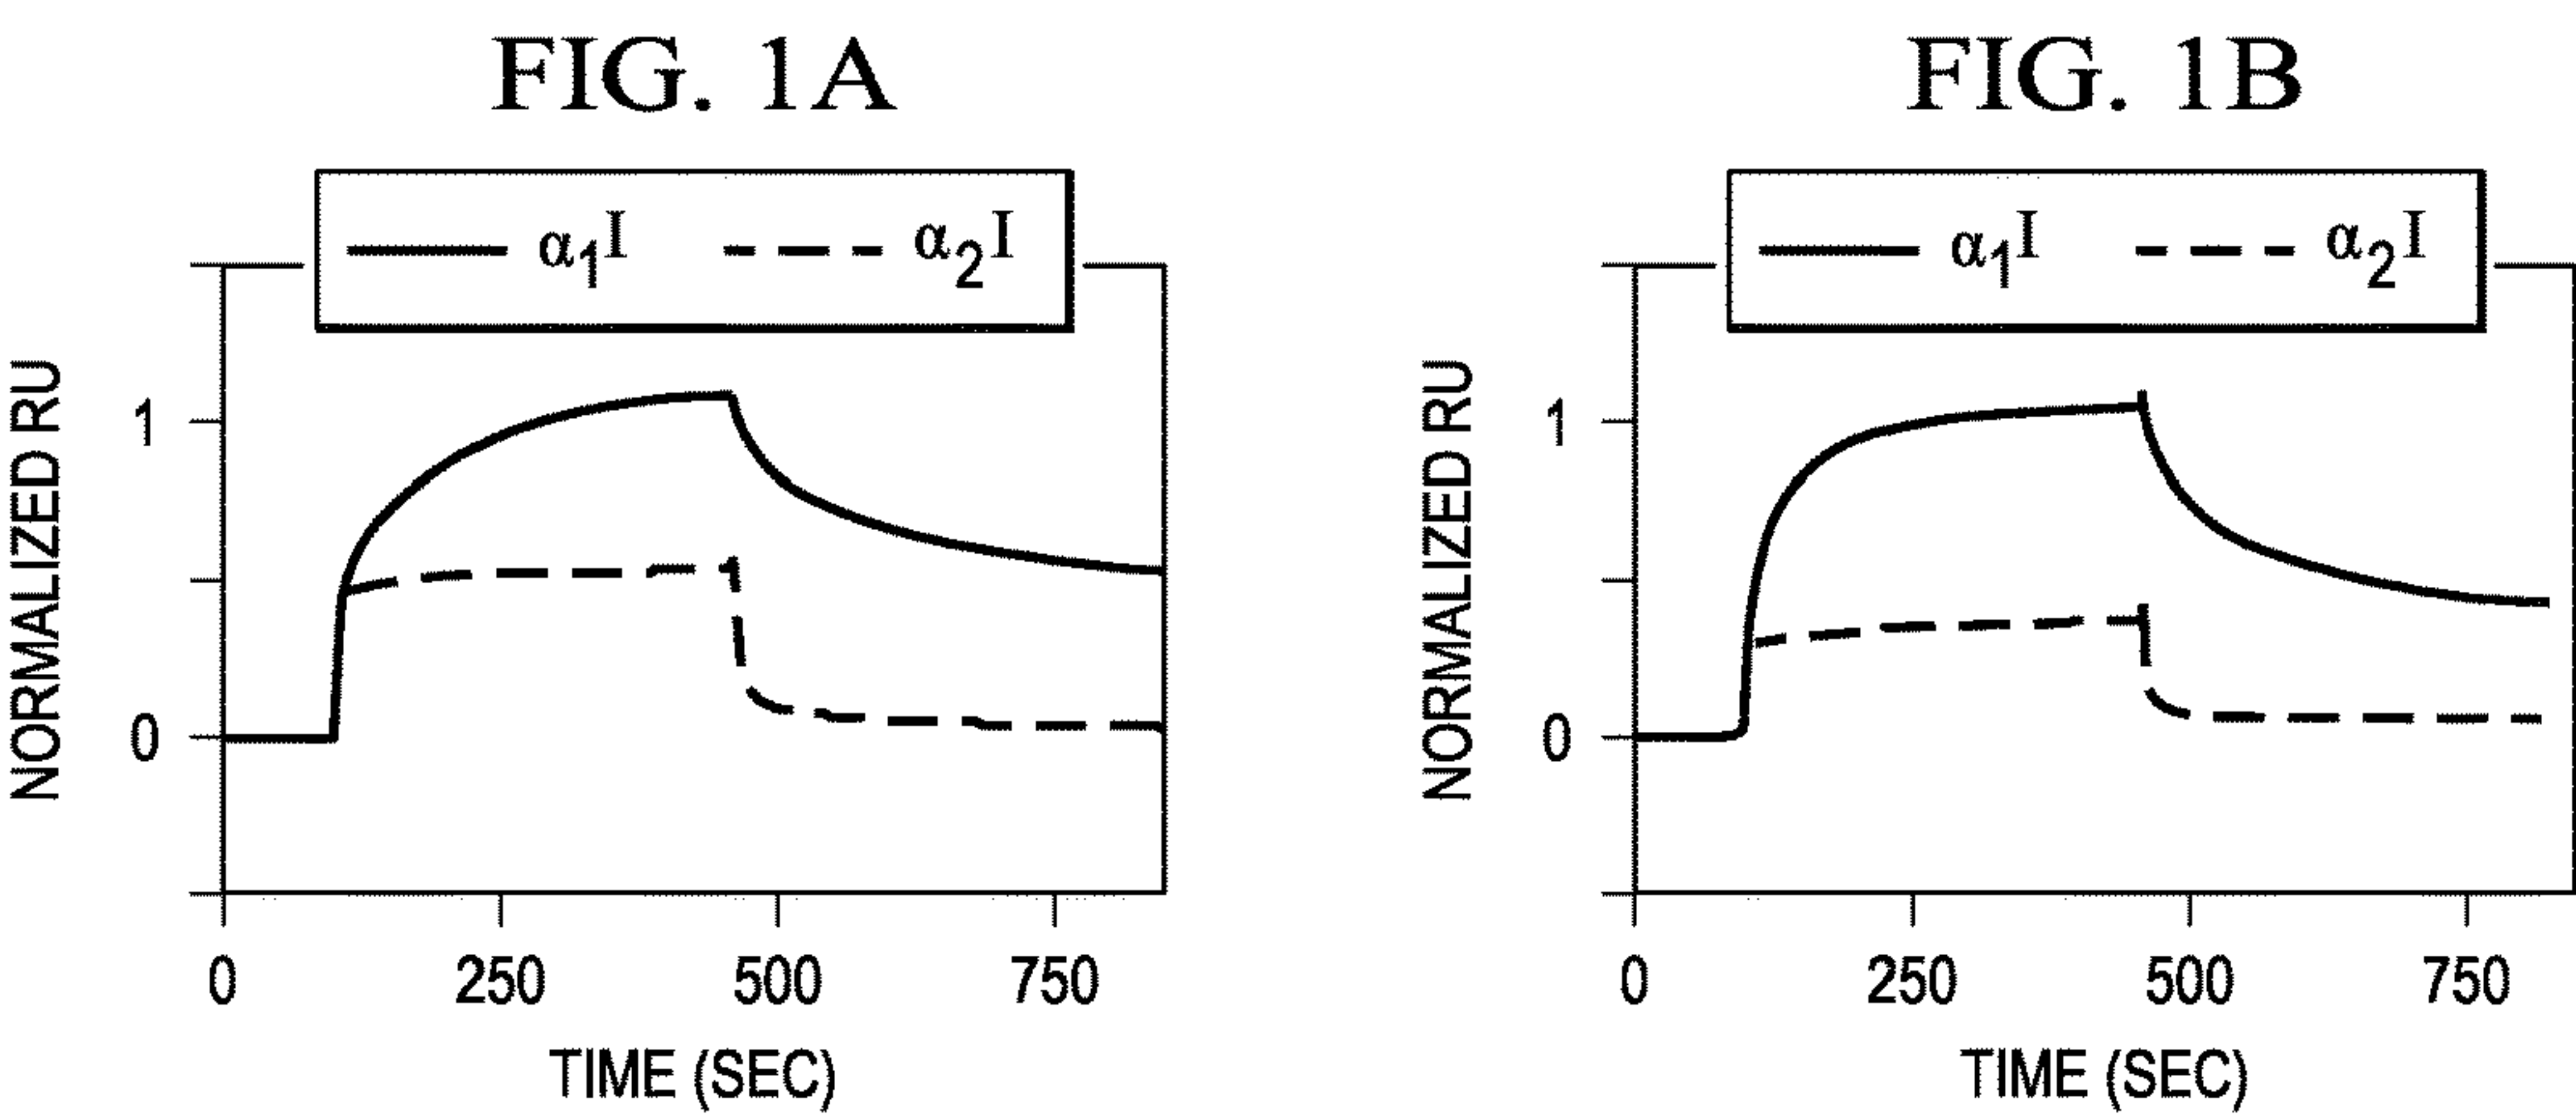 FIG. 1A
α₁I α₂I
NORMALIZED RU
1
0
0 250 500 750
TIME (SEC)
FIG. 1B
α₁I α₂I
NORMALIZED RU
1
0
0 250 500 750
TIME (SEC)